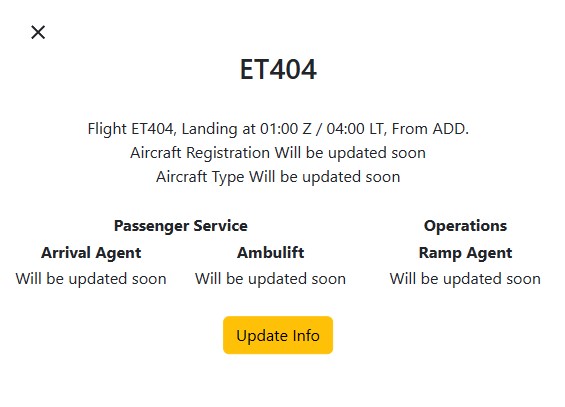 ET404
Flight ET404, Landing at 01:00 Z / 04:00 LT, From ADD.
Aircraft Registration Will be updated soon
Aircraft Type Will be updated soon
Passenger Service Operations
Arrival Agent Ambulift Ramp Agent
Will be updated soon Will be updated soon Will be updated soon
Update Info